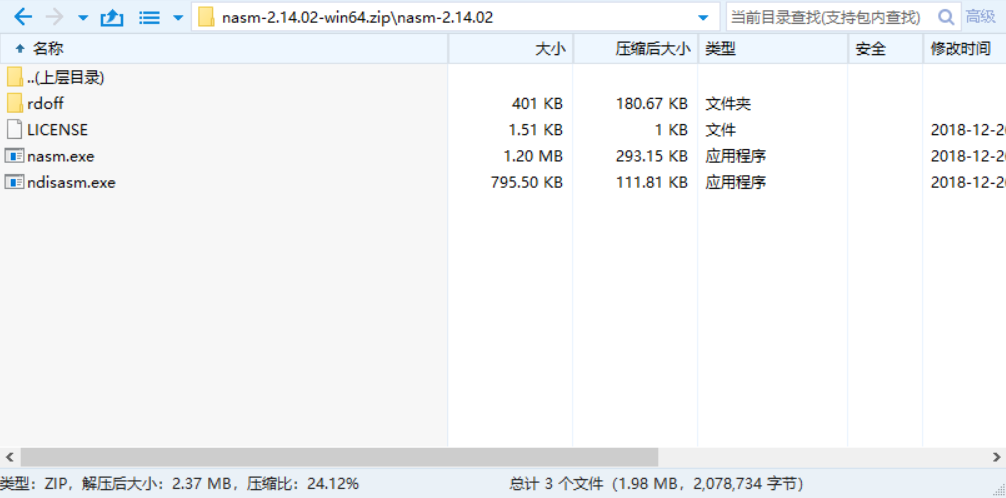 nasm-2.14.02-win64.zip\nasm-2.14.02 当前目录查找(支持包内查找) 高级
名称 大小 压缩后大小 类型 安全 修改时间
..(上层目录)
rdoff 401 KB 180.67 KB 文件夹
LICENSE 1.51 KB 1 KB 文件 2018-12-2
nasm.exe 1.20 MB 293.15 KB 应用程序 2018-12-2
ndisasm.exe 795.50 KB 111.81 KB 应用程序 2018-12-2
类型: ZIP, 解压后大小: 2.37 MB, 压缩比: 24.12% 总计 3 个文件 (1.98 MB, 2,078,734 字节)